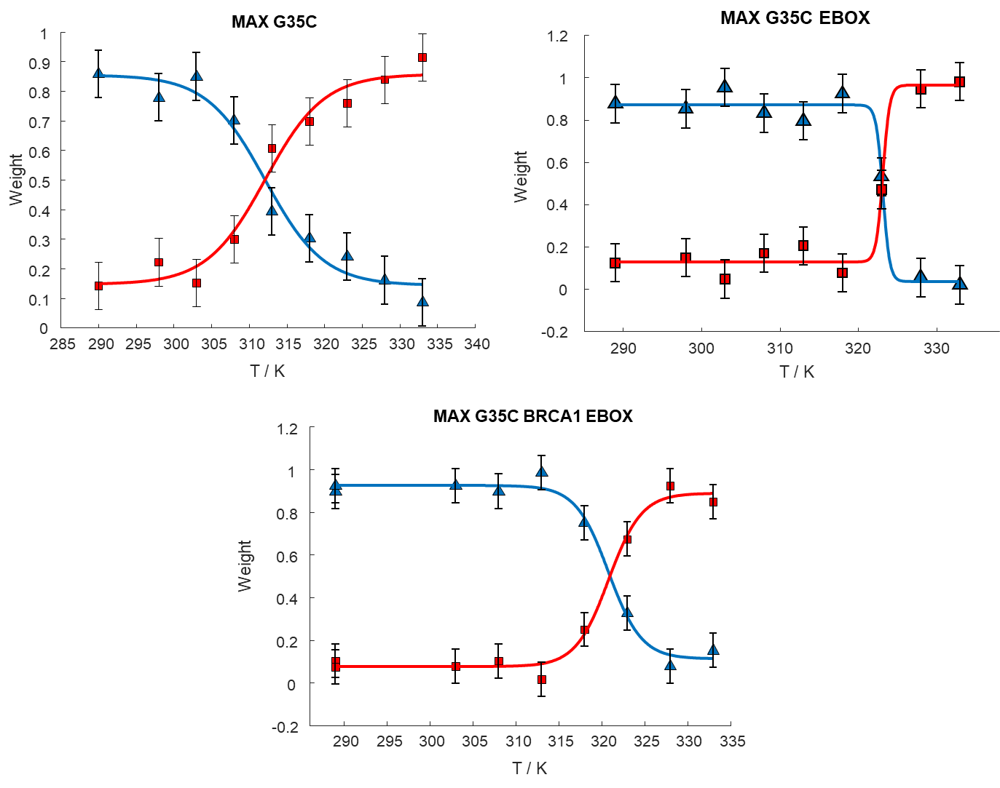 MAX G35C
1
0.9
0.8
0.7
0.6
0.5
0.4
0.3
0.2
0.1
0
Weight
285 290 295 300 305 310 315 320 325 330 335 340
T / K
MAX G35C EBOX
1.2
1
0.8
0.6
0.4
0.2
0
-0.2
Weight
290 300 310 320 330
T / K
MAX G35C BRCA1 EBOX
1.2
1
0.8
0.6
0.4
0.2
0
-0.2
Weight
290 295 300 305 310 315 320 325 330 335
T / K